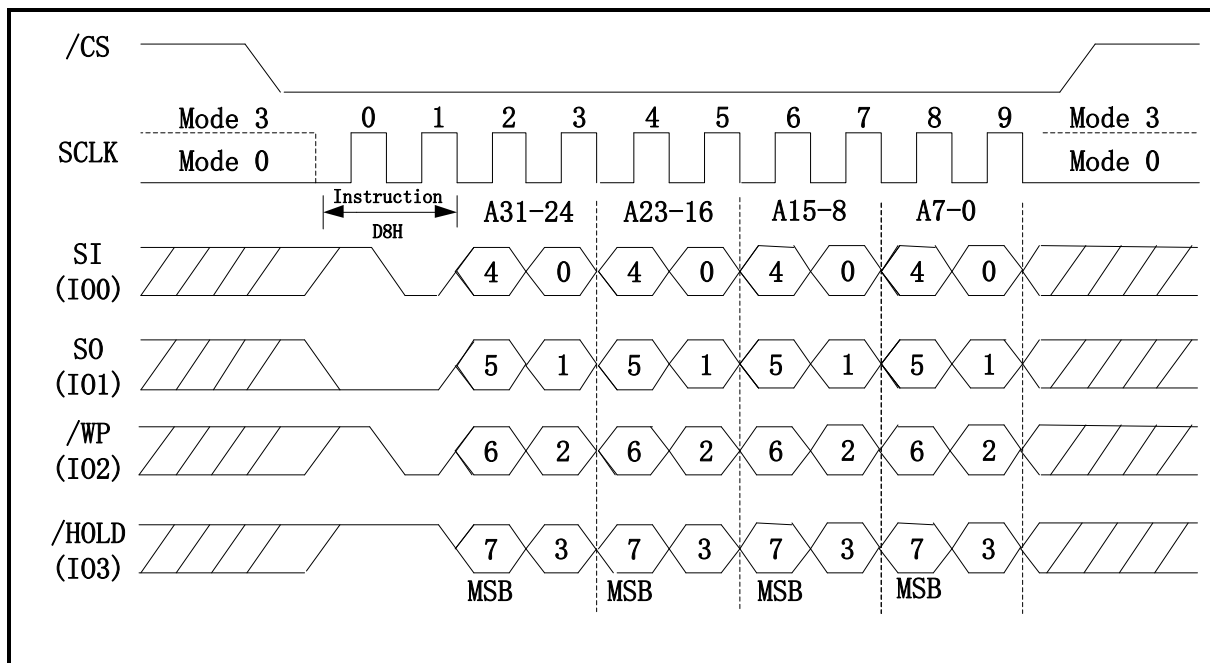 /CS
Mode 3 0 1 2 3 4 5 6 7 8 9 Mode 3
SCLK
Mode 0 Mode 0
Instruction
D8H
A31-24 A23-16 A15-8 A7-0
SI
(IO0)
4 0 4 0 4 0 4 0
SO
(IO1)
5 1 5 1 5 1 5 1
/WP
(IO2)
6 2 6 2 6 2 6 2
/HOLD
(IO3)
7 3 7 3 7 3 7 3
MSB MSB MSB MSB